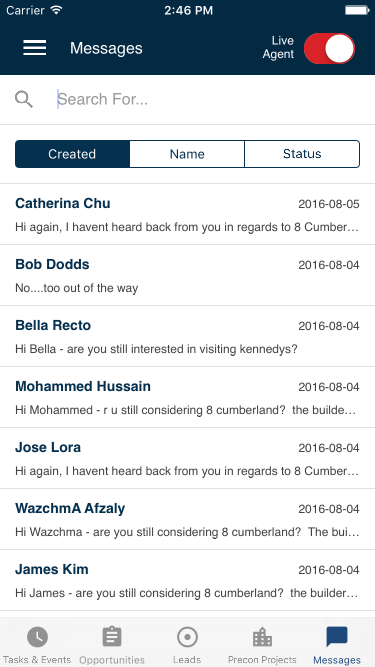 Carrier 2:46 PM
Messages
Live
Agent
Search For...
Created Name Status
Catherina Chu 2016-08-05
Hi again, I havent heard back from you in regards to 8 Cumber...
Bob Dodds 2016-08-04
No....too out of the way
Bella Recto 2016-08-04
Hi Bella - are you still interested in visiting kennedys?
Mohammed Hussain 2016-08-04
Hi Mohammed - r u still considering 8 cumberland?  the builde...
Jose Lora 2016-08-04
Hi again, I havent heard back from you in regards to 8 Cumber...
WazchmA Afzaly 2016-08-04
Hi Wazchma - are you still considering 8 cumberland?  The bui...
James Kim 2016-08-04
Hi James - are you still considering 8 cumberland?  the builder...
Tasks & Events Opportunities Leads Precon Projects Messages